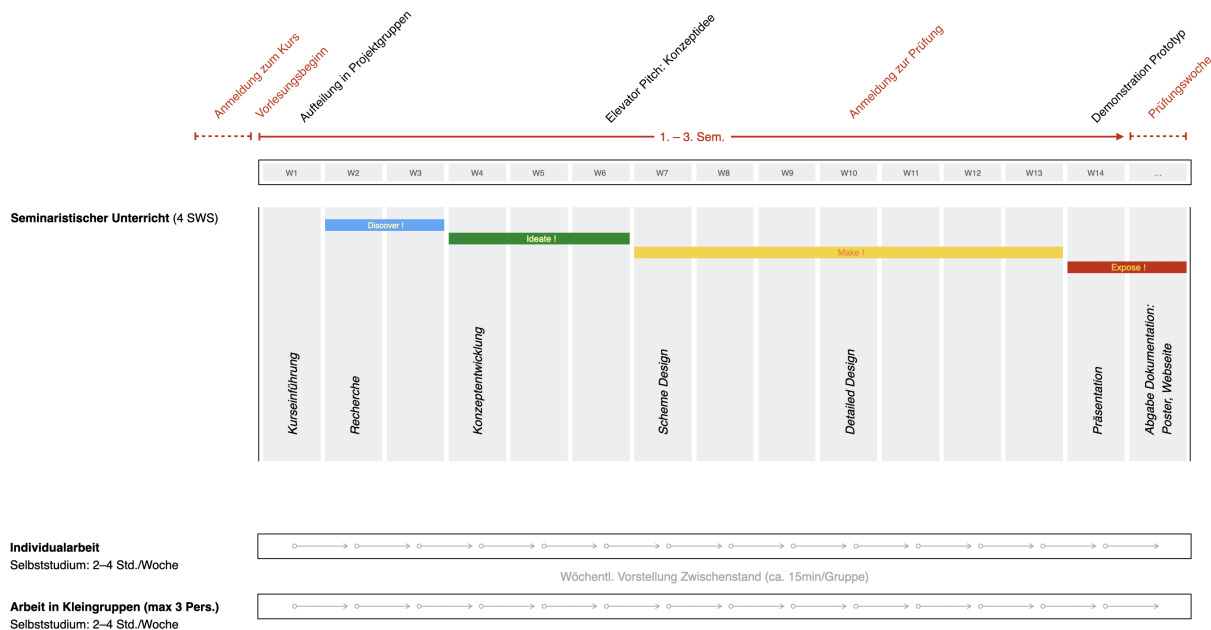 Anmeldung zum Kurs
Vorlesungsbeginn
Aufteilung in Projektgruppen
Elevator Pitch: Konzeptidee
Anmeldung zur Prüfung
Demonstration Prototyp
Prüfungswoche
1. – 3. Sem.
W1 W2 W3 W4 W5 W6 W7 W8 W9 W10 W11 W12 W13 W14 ...
Seminaristischer Unterricht (4 SWS)
Discover !
Ideate !
Make !
Expose !
Kurseinführung
Recherche
Konzeptentwicklung
Scheme Design
Detailed Design
Präsentation
Abgabe Dokumentation:
Poster, Webseite
Individualarbeit
Selbststudium: 2–4 Std./Woche
Wöchentl. Vorstellung Zwischenstand (ca. 15min/Gruppe)
Arbeit in Kleingruppen (max 3 Pers.)
Selbststudium: 2–4 Std./Woche